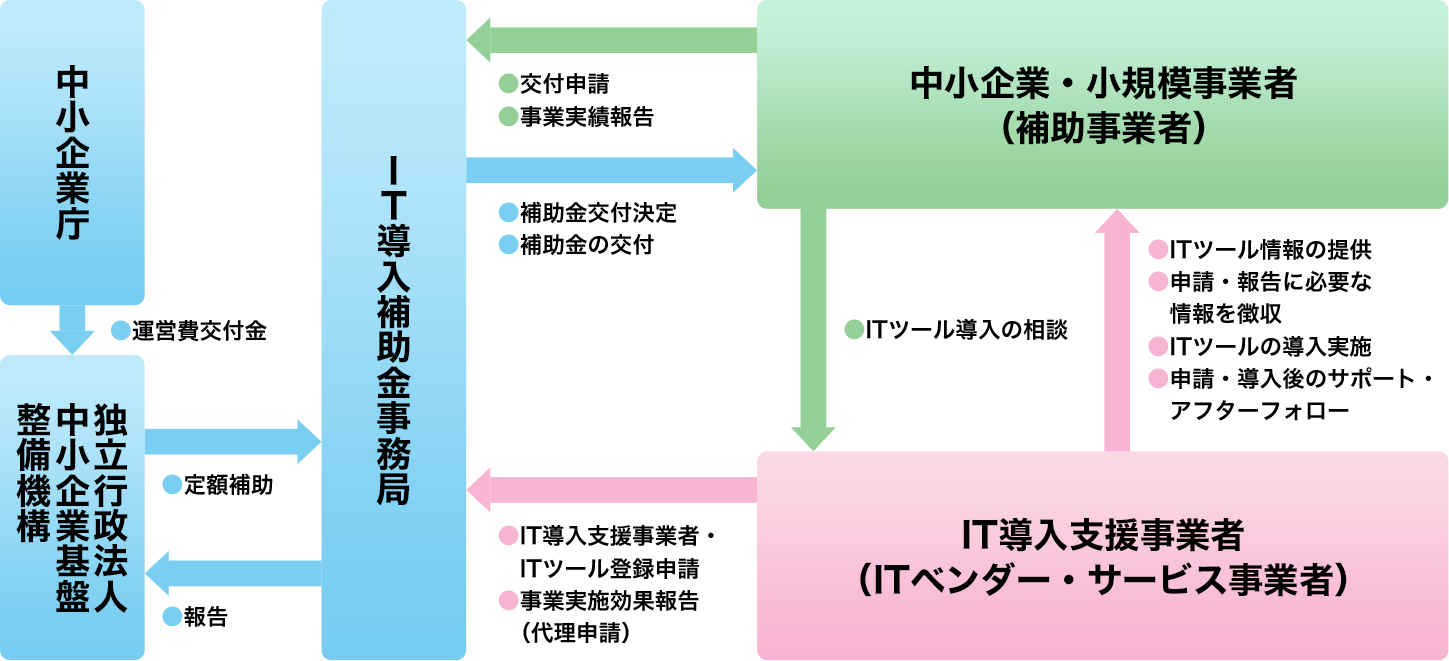 中小企業庁
●運営費交付金
独立行政法人
中小企業基盤
整備機構
●定額補助
●報告
IT導入補助金事務局
●交付申請
●事業実績報告
●補助金交付決定
●補助金の交付
中小企業・小規模事業者
（補助事業者）
●ITツール導入の相談
●ITツール情報の提供
●申請・報告に必要な
情報を徴収
●ITツールの導入実施
●申請・導入後のサポート・
アフターフォロー
●IT導入支援事業者・
ITツール登録申請
●事業実施効果報告
（代理申請）
IT導入支援事業者
（ITベンダー・サービス事業者）